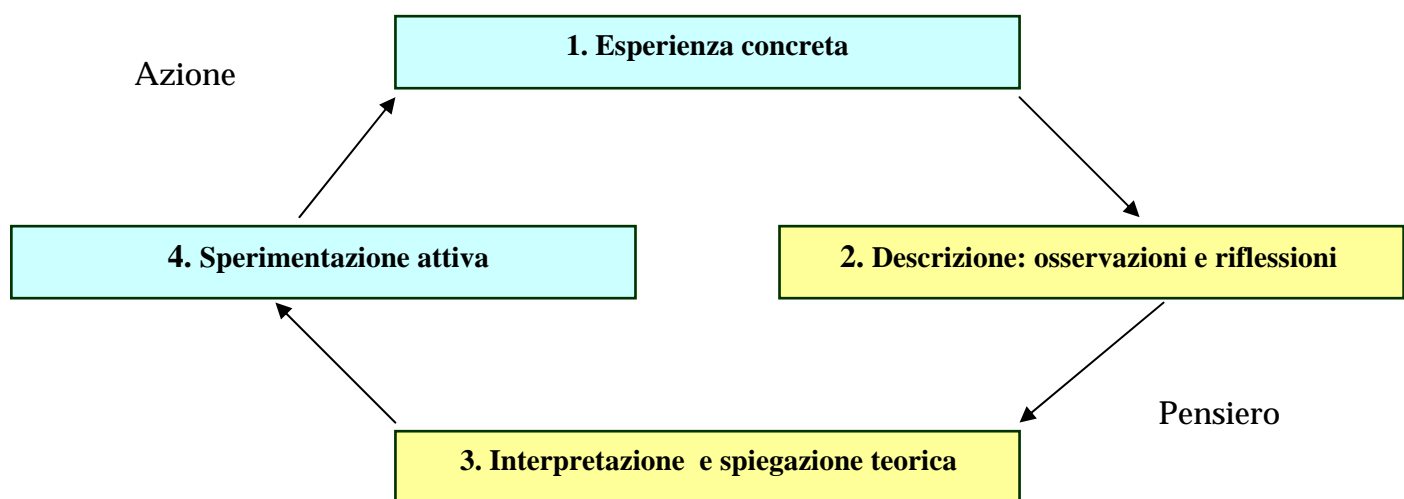 1. Esperienza concreta
Azione
4. Sperimentazione attiva
2. Descrizione: osservazioni e riflessioni
Pensiero
3. Interpretazione  e spiegazione teorica